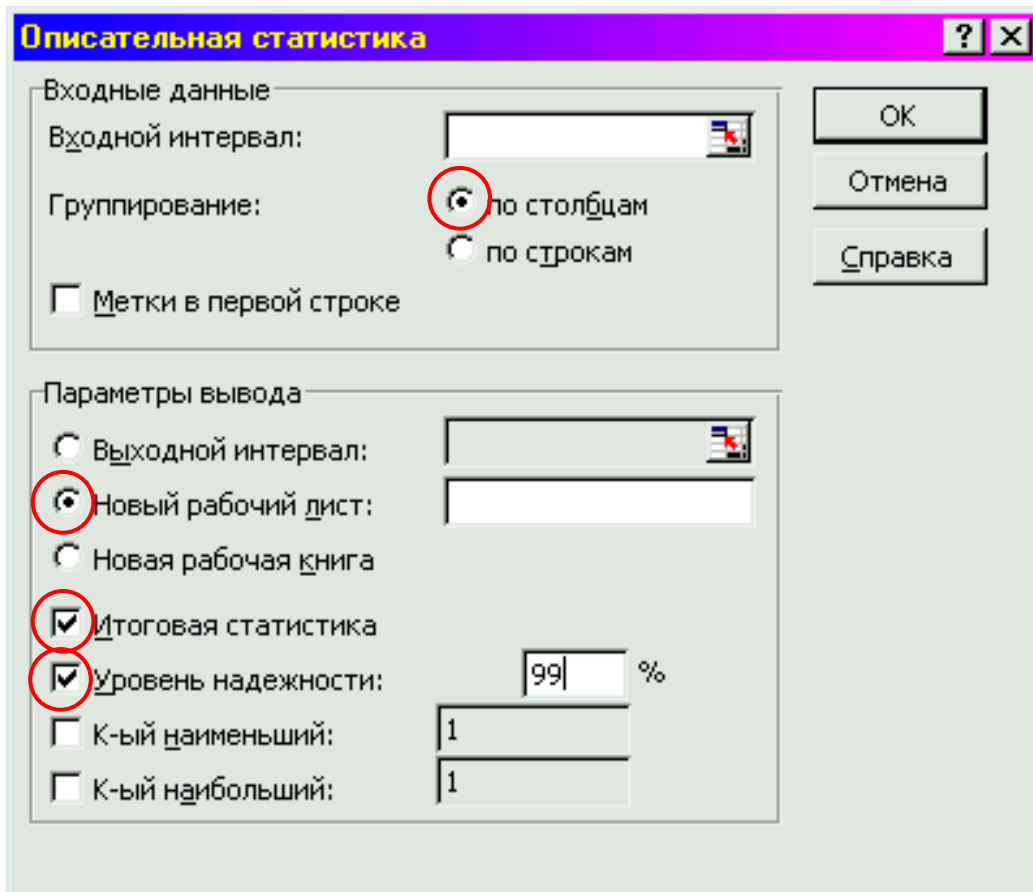 Описательная статистика
Входные данные
Входной интервал:
Группирование:
по столбцам
по строкам
Метки в первой строке
OK
Отмена
Справка
Параметры вывода
Выходной интервал:
Новый рабочий лист:
Новая рабочая книга
Итоговая статистика
Уровень надежности: 99 %
К-ый наименьший: 1
К-ый наибольший: 1